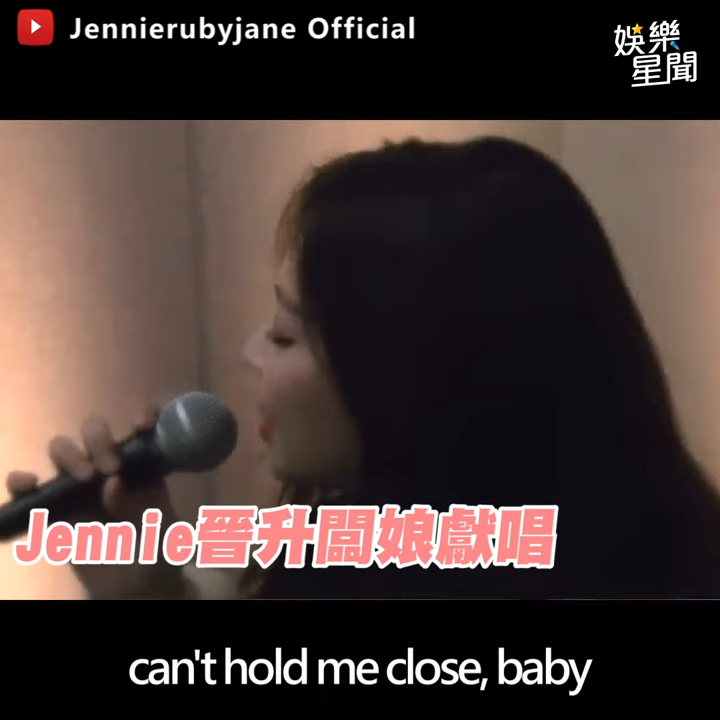 Jennierubyjane Official
娛樂
星聞
Jennie晉升闆娘獻唱
can't hold me close, baby